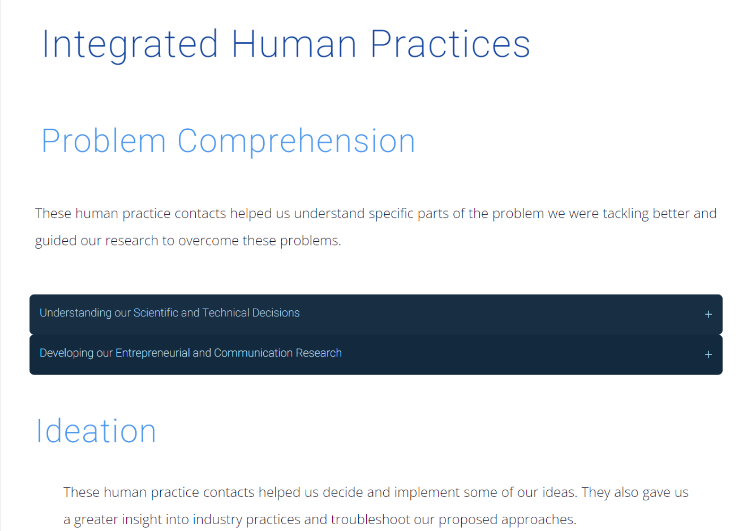 Integrated Human Practices
Problem Comprehension
These human practice contacts helped us understand specific parts of the problem we were tackling better and
guided our research to overcome these problems.
Understanding our Scientific and Technical Decisions +
Developing our Entrepreneurial and Communication Research +
Ideation
These human practice contacts helped us decide and implement some of our ideas. They also gave us
a greater insight into industry practices and troubleshoot our proposed approaches.